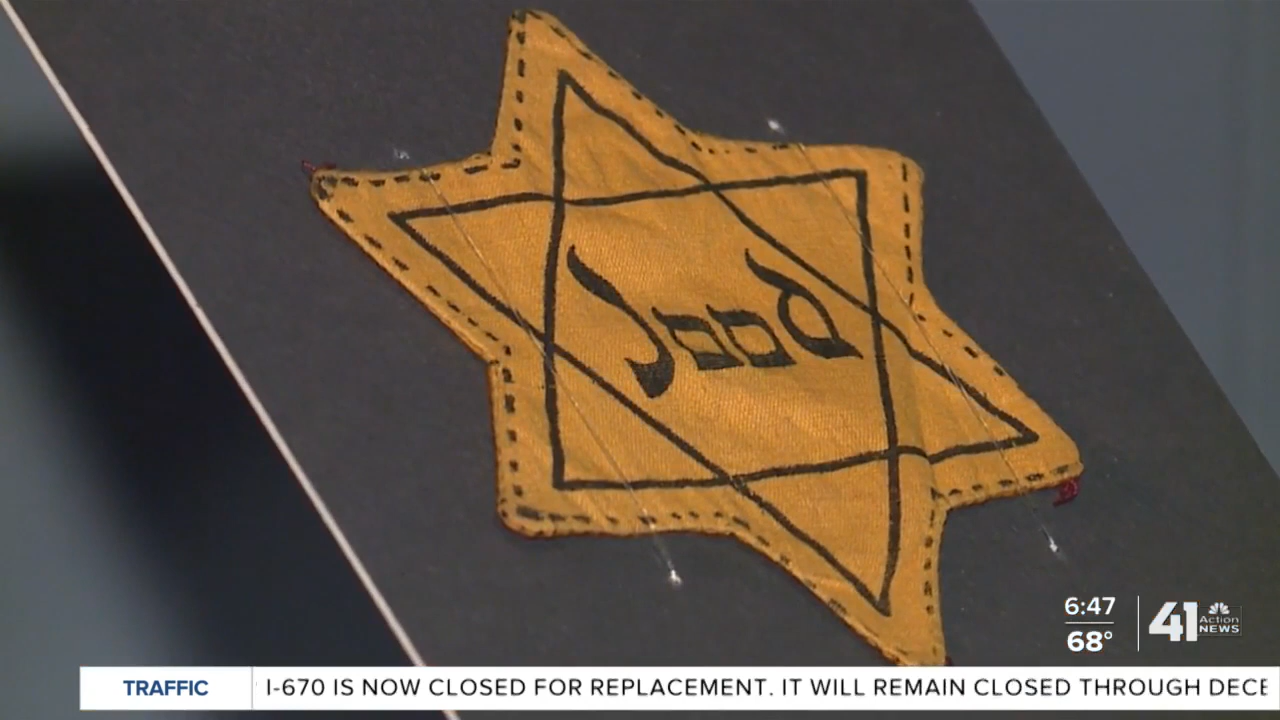 Jood
6:47
68°
41
Action
NEWS
TRAFFIC
I-670 IS NOW CLOSED FOR REPLACEMENT. IT WILL REMAIN CLOSED THROUGH DECE